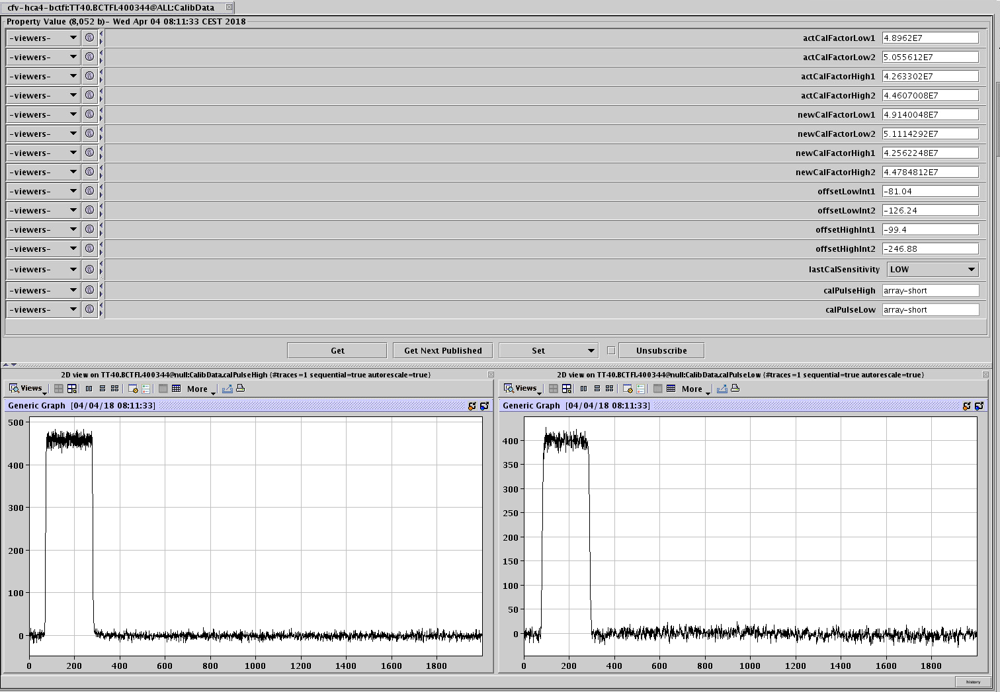 cfv-hca4-bctfi:TT40.BCTFI.400344@ALL:CalibData
Property Value (8,052 b)- Wed Apr 04 08:11:33 CEST 2018
-viewers- actCalFactorLow1 4.8962E7
-viewers- actCalFactorLow2 5.055612E7
-viewers- actCalFactorHigh1 4.263302E7
-viewers- actCalFactorHigh2 4.4607008E7
-viewers- newCalFactorLow1 4.9140048E7
-viewers- newCalFactorLow2 5.1114292E7
-viewers- newCalFactorHigh1 4.2562248E7
-viewers- newCalFactorHigh2 4.4784812E7
-viewers- offsetLowInt1 -81.04
-viewers- offsetLowInt2 -126.24
-viewers- offsetHighInt1 -99.4
-viewers- offsetHighInt2 -246.88
-viewers- lastCalSensitivity LOW
-viewers- calPulseHigh array-short
-viewers- calPulseLow array-short
Get Get Next Published Set Unsubscribe
2D view on TT40.BCTFI.400344@null:CalibData.calPulseHigh {#traces=1 sequential=true autorescale=true}
Views More
Generic Graph [04/04/18 08:11:33]
500
400
300
200
100
0
0 200 400 600 800 1000 1200 1400 1600 1800
2D view on TT40.BCTFI.400344@null:CalibData.calPulseLow {#traces=1 sequential=true autorescale=true}
Views More
Generic Graph [04/04/18 08:11:33]
400
350
300
250
200
150
100
50
0
0 200 400 600 800 1000 1200 1400 1600 1800
history